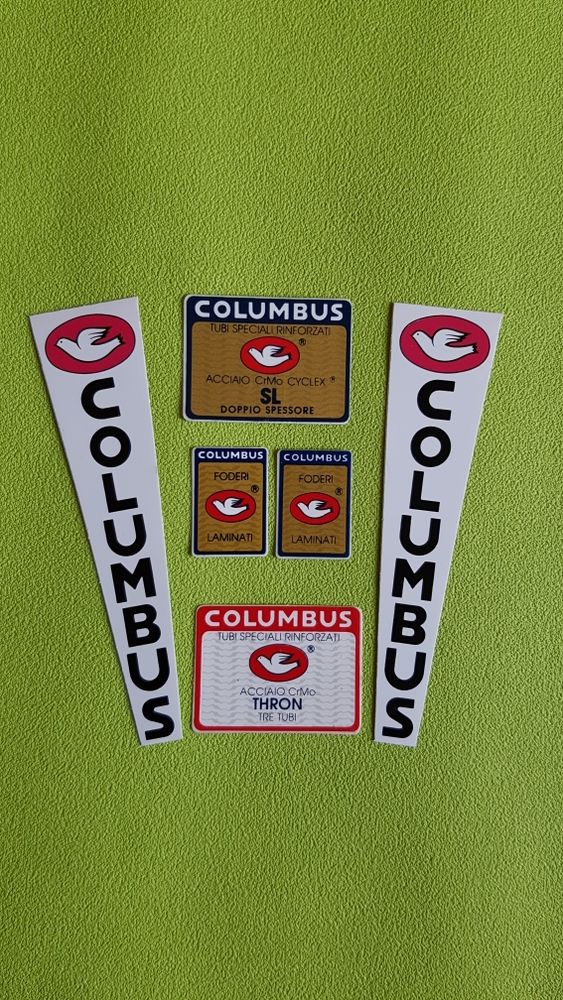 COLUMBUS
COLUMBUS
TUBI SPECIALI RINFORZATI
®
ACCIAIO CrMo CYCLEX ®
SL
DOPPIO SPESSORE
COLUMBUS
FODERI
®
LAMINATI
COLUMBUS
FODERI
®
LAMINATI
COLUMBUS
TUBI SPECIALI RINFORZATI
®
ACCIAIO CrMo
THRON
TRE TUBI
COLUMBUS